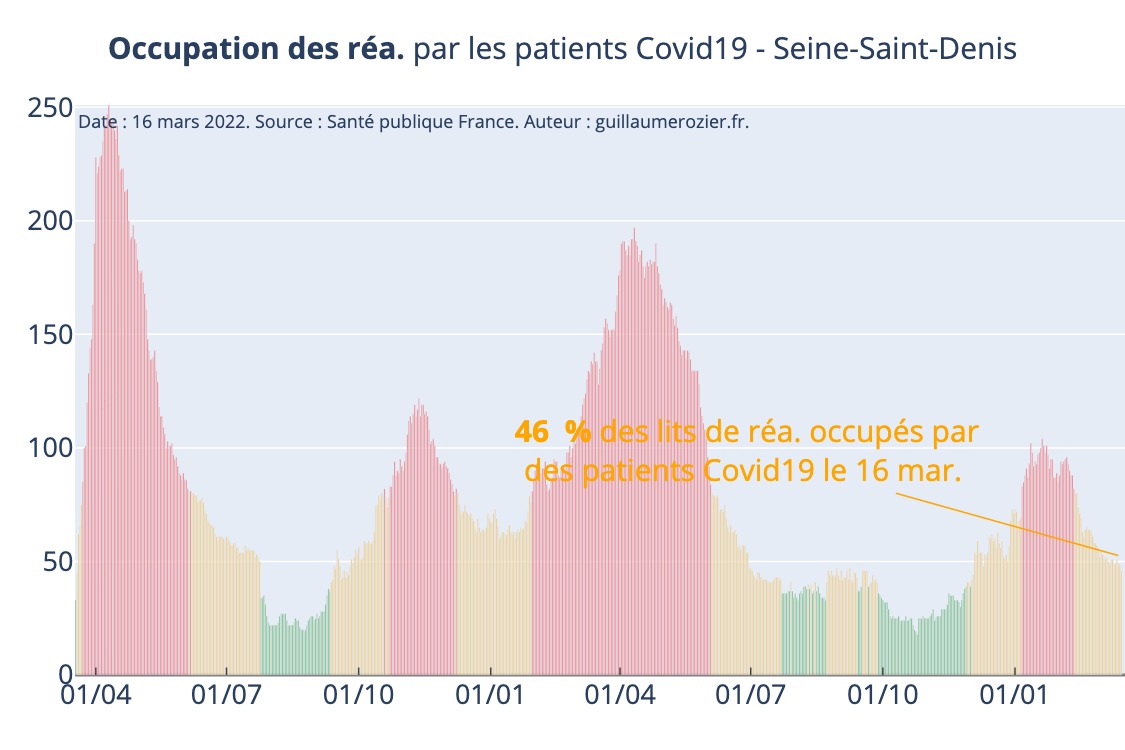 Occupation des réa. par les patients Covid19 - Seine-Saint-Denis
250
Date : 16 mars 2022. Source : Santé publique France. Auteur : guillaumerozier.fr.
200
150
100
46 % des lits de réa. occupés par
des patients Covid19 le 16 mar.
50
0
01/04 01/07 01/10 01/01 01/04 01/07 01/10 01/01